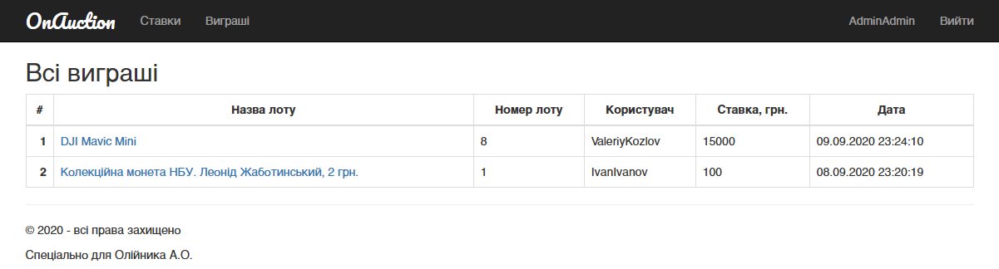 OnAuction Ставки Виграші AdminAdmin Вийти
Всі виграші
# Назва лоту Номер лоту Користувач Ставка, грн. Дата
1 DJI Mavic Mini 8 ValeriyKozlov 15000 09.09.2020 23:24:10
2 Колекційна монета НБУ. Леонід Жаботинський, 2 грн. 1 IvanIvanov 100 08.09.2020 23:20:19
© 2020 - всі права захищено
Спеціально для Олійника А.О.